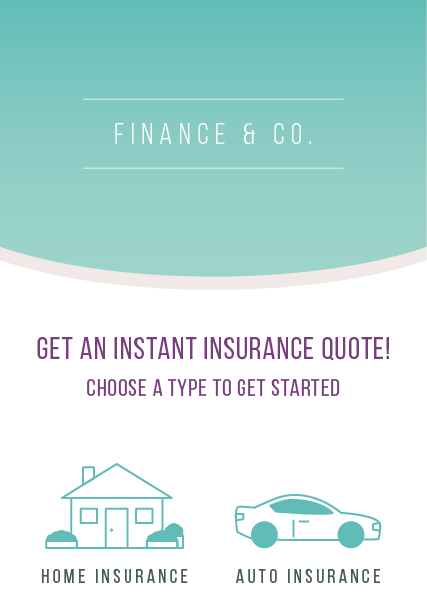 FINANCE & CO.
GET AN INSTANT INSURANCE QUOTE!
CHOOSE A TYPE TO GET STARTED
HOME INSURANCE
AUTO INSURANCE